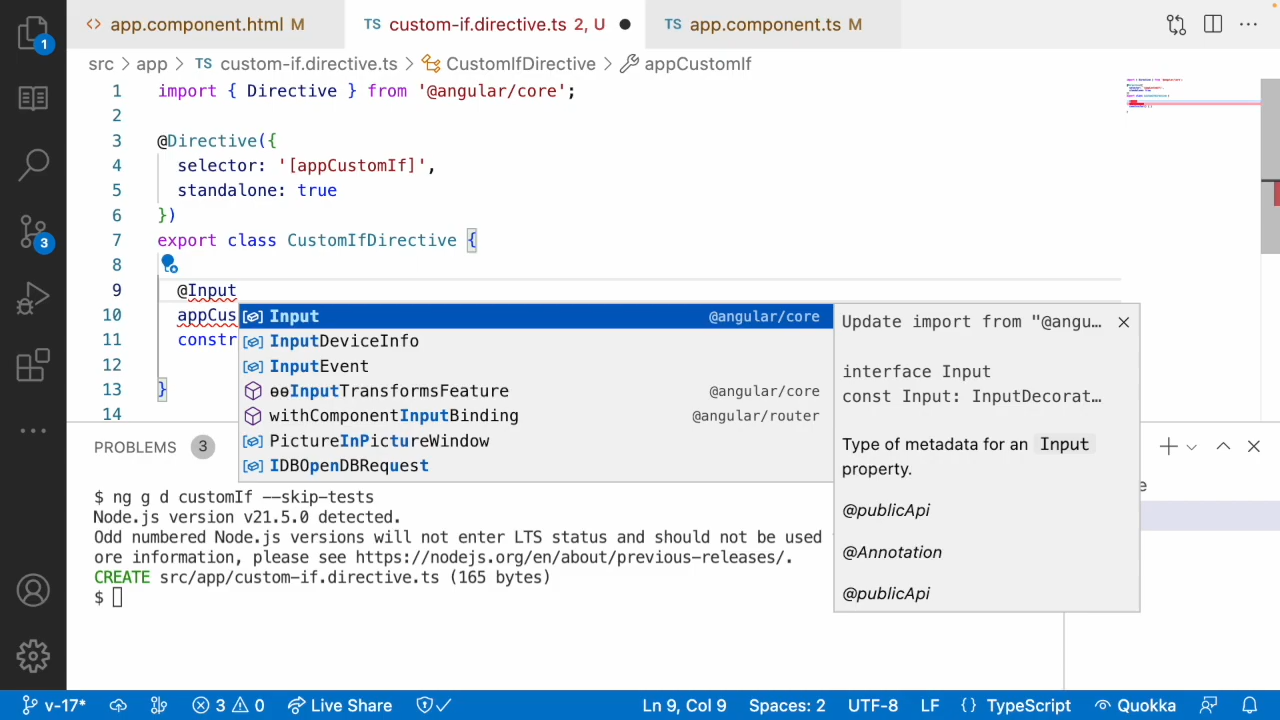 <> app.component.html M
TS custom-if.directive.ts 2, U
TS app.component.ts M
1
3
src > app > TS custom-if.directive.ts > CustomIfDirective > appCustomIf
1 import { Directive } from '@angular/core';
2
3 @Directive({
4 selector: '[appCustomIf]',
5 standalone: true
6 })
7 export class CustomIfDirective {
8
9 @Input
10 appCus
11 constr
12
13 }
14
Input @angular/core
InputDeviceInfo
InputEvent
ɵɵInputTransformsFeature @angular/core
withComponentInputBinding @angular/router
PictureInPictureWindow
IDBOpenDBRequest
Update import from "@angu…
interface Input
const Input: InputDecorat…
Type of metadata for an Input
property.
@publicApi
@Annotation
@publicApi
PROBLEMS 3
$ ng g d customIf --skip-tests
Node.js version v21.5.0 detected.
Odd numbered Node.js versions will not enter LTS status and should not be used
ore information, please see https://nodejs.org/en/about/previous-releases/.
CREATE src/app/custom-if.directive.ts (165 bytes)
$
v-17* 3 0 Live Share Ln 9, Col 9 Spaces: 2 UTF-8 LF {} TypeScript Quokka